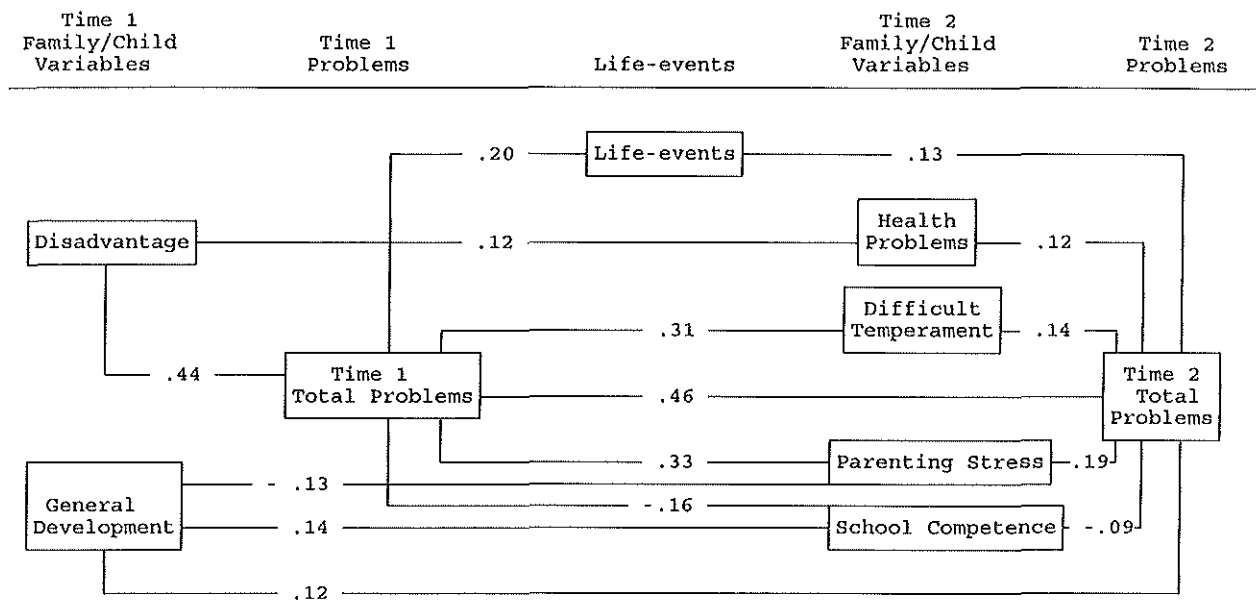 Time 1
Family/Child
Variables
Time 1
Problems
Life-events
Time 2
Family/Child
Variables
Time 2
Problems
.20
Life-events
.13
Disadvantage
.12
Health
Problems
.12
.31
Difficult
Temperament
.14
.44
Time 1
Total Problems
.46
Time 2
Total
Problems
.33
Parenting Stress
.19
General
Development
- .13
-.16
.14
School Competence
-.09
.12